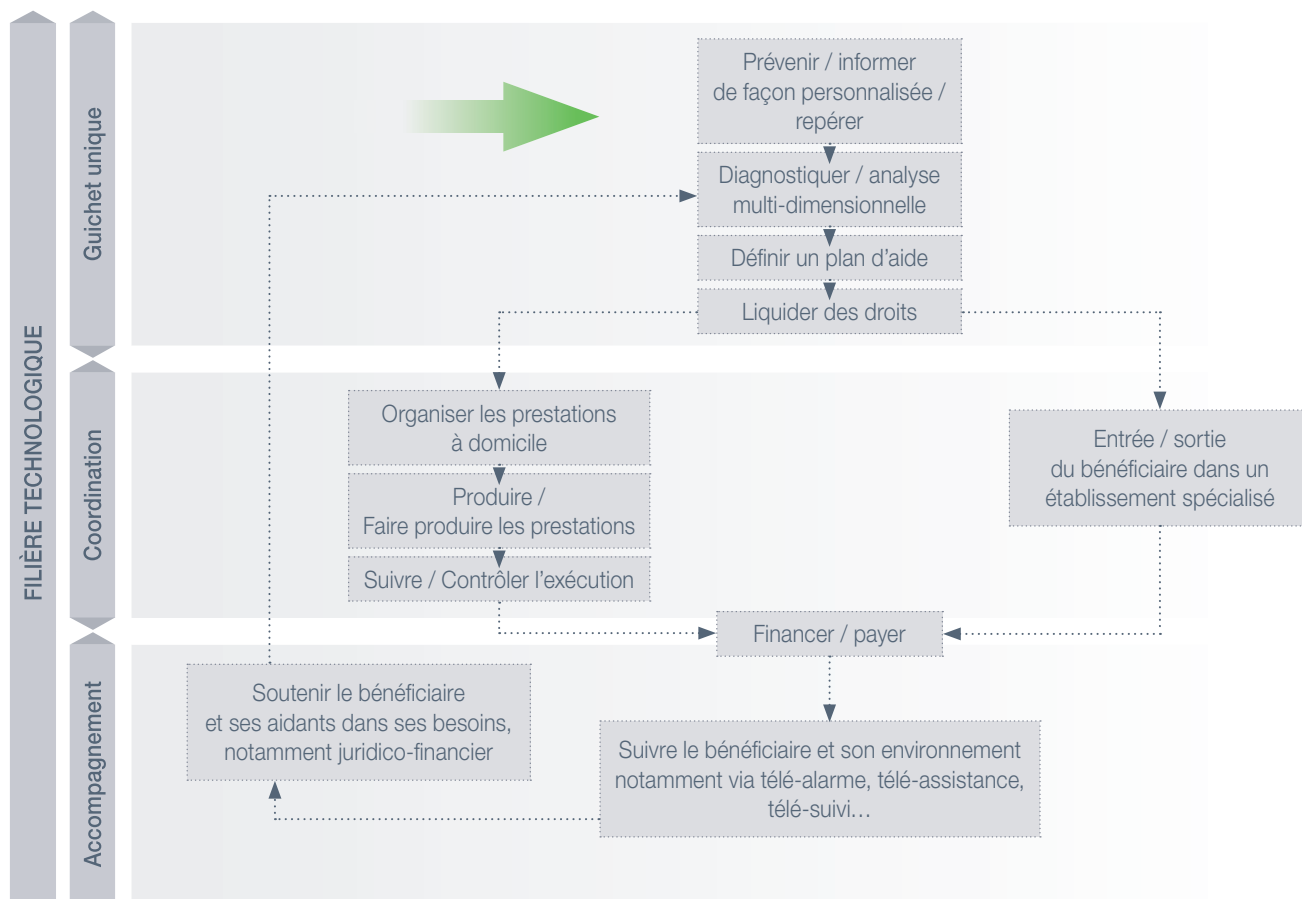 FILIÈRE TECHNOLOGIQUE
Guichet unique
Prévenir / informer
de façon personnalisée /
repérer
Diagnostiquer / analyse
multi-dimensionnelle
Définir un plan d’aide
Liquider des droits
Coordination
Organiser les prestations
à domicile
Produire /
Faire produire les prestations
Suivre / Contrôler l’exécution
Entrée / sortie
du bénéficiaire dans un
établissement spécialisé
Financer / payer
Accompagnement
Soutenir le bénéficiaire
et ses aidants dans ses besoins,
notamment juridico-financier
Suivre le bénéficiaire et son environnement
notamment via télé-alarme, télé-assistance,
télé-suivi…